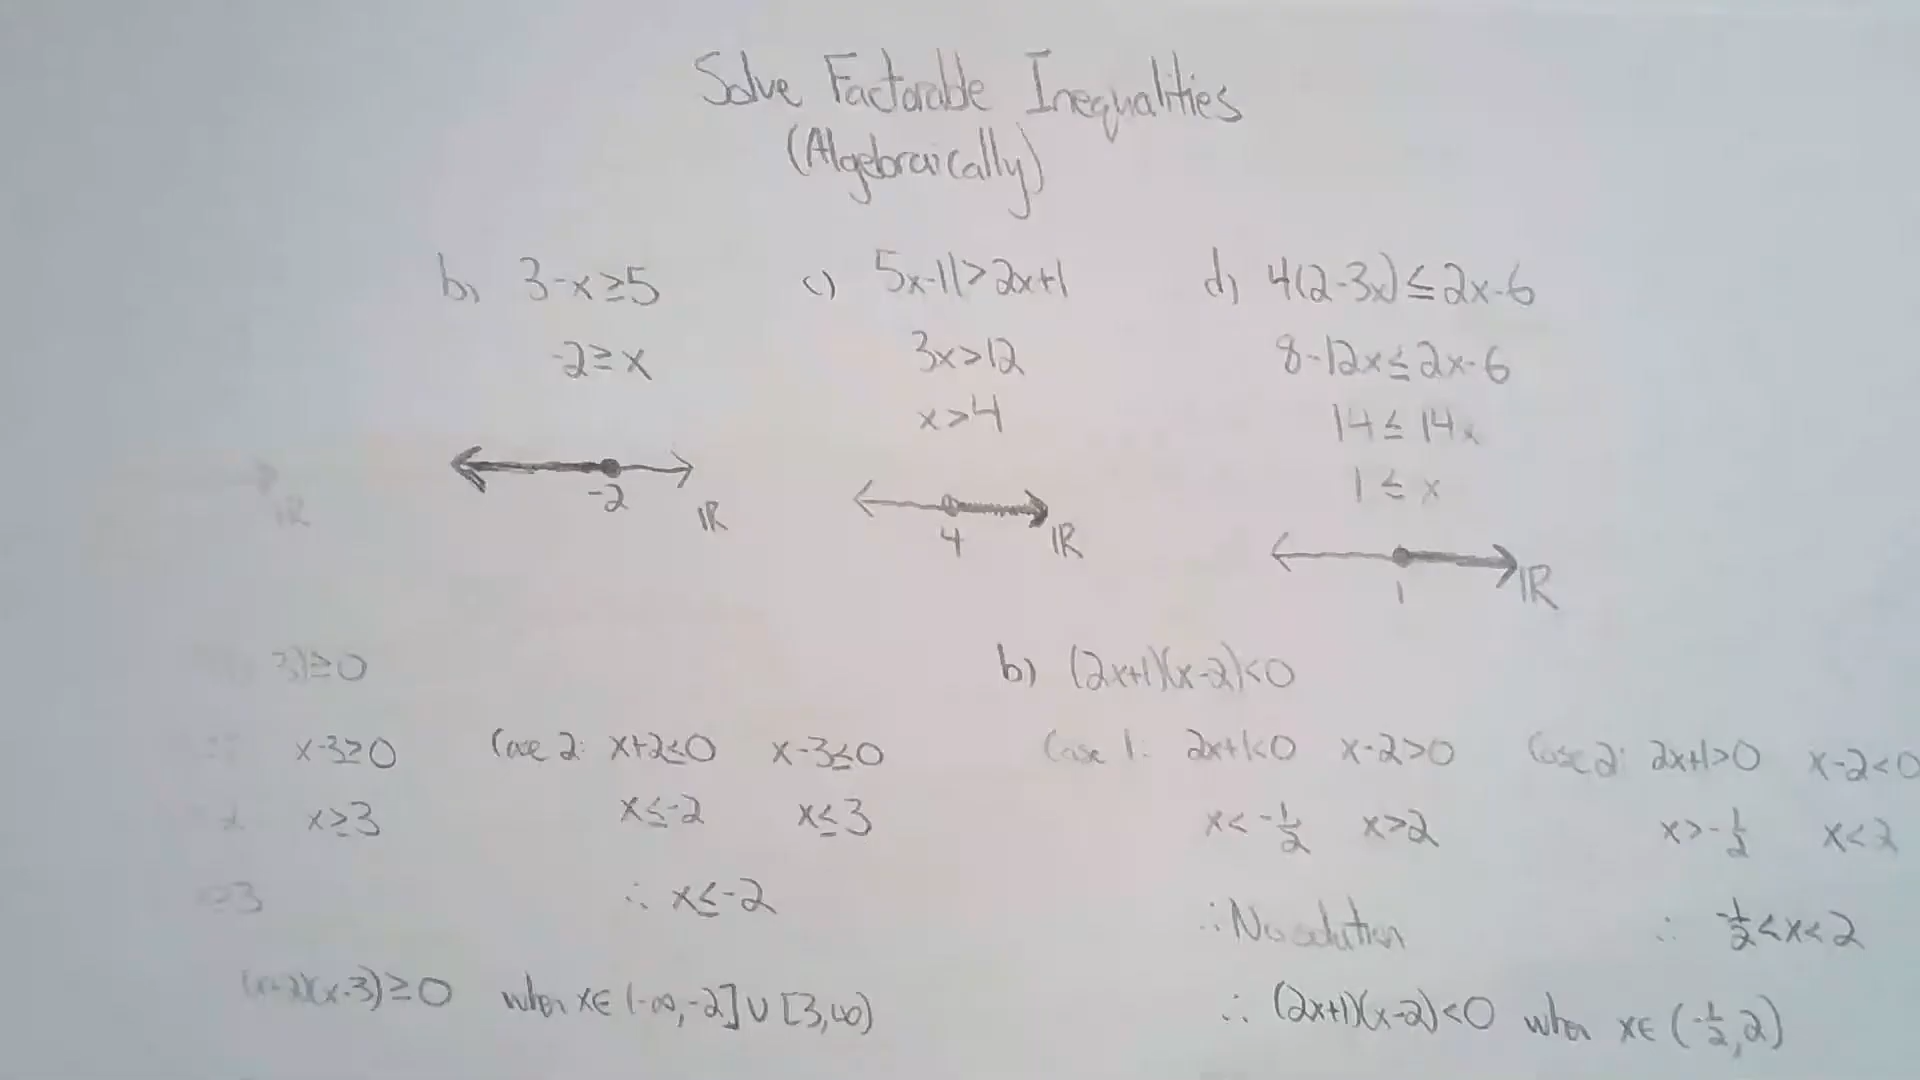 Solve Factorable Inequalities
(Algebraically)
b) 3-x≥5
-2≥x
-2
ℝ
c) 5x-11>2x+1
3x>12
x>4
4
ℝ
d) 4(2-3x)≤2x-6
8-12x≤2x-6
14≤14x
1≤x
1
ℝ
ℝ
3)≥0
x-3≥0 Case 2: x+2≤0 x-3≤0
x≥3 x≤-2 x≤3
≥3 ∴ x≤-2
(x-3)≥0 when x∈(-∞,-2]∪[3,∞)
b) (2x+1)(x-2)<0
Case 1: 2x+1<0 x-2>0 Case 2: 2x+1>0 x-2<0
x<-1/2 x>2 x>-1/2 x<2
∴ No solution ∴ -1/2<x<2
∴ (2x+1)(x-2)<0 when x∈(-1/2,2)